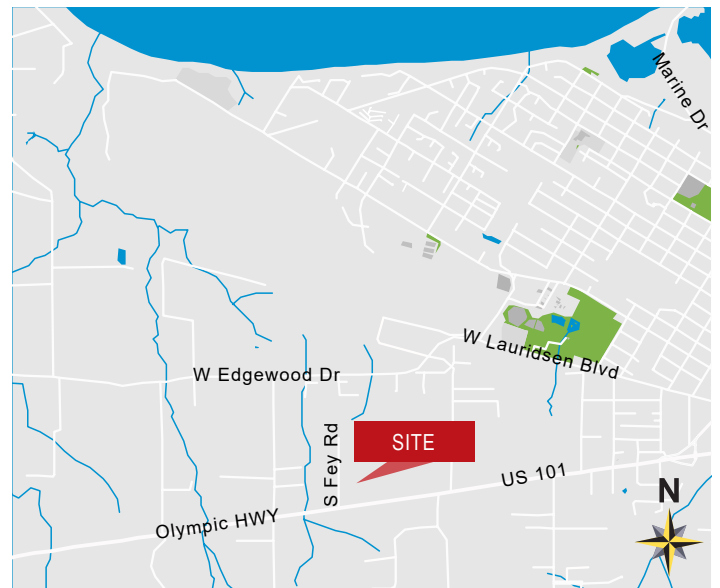 Marine Dr
W Lauridsen Blvd
W Edgewood Dr
S Fey Rd
SITE
US 101
N
Olympic HWY